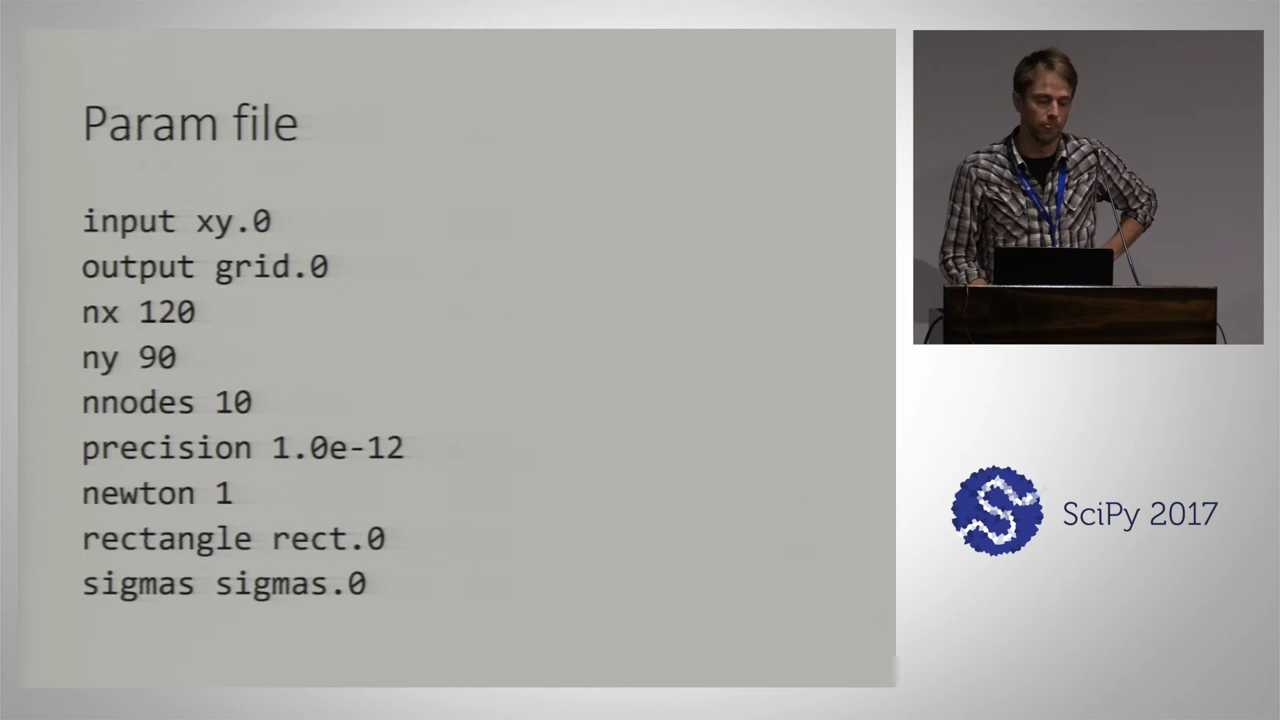 Param file
input xy.0
output grid.0
nx 120
ny 90
nnodes 10
precision 1.0e-12
newton 1
rectangle rect.0
sigmas sigmas.0
SciPy 2017